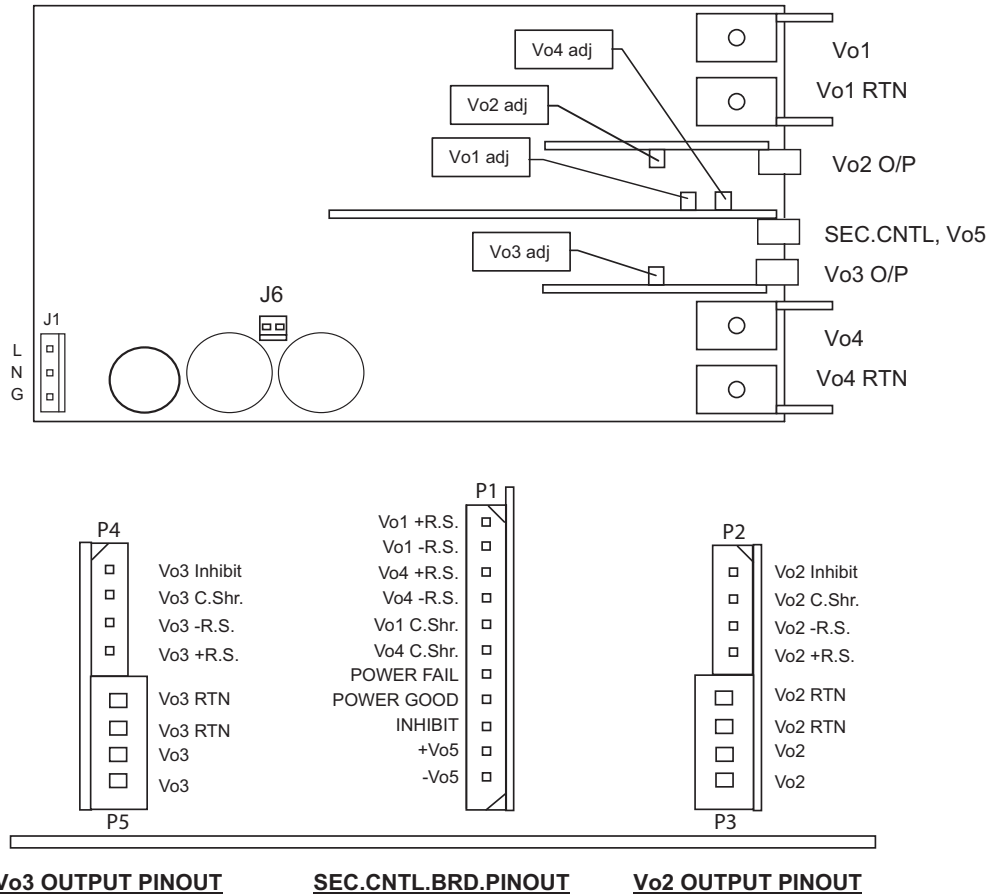 Vo4 adj
Vo1
Vo1 RTN
Vo2 adj
Vo1 adj
Vo2 O/P
SEC.CNTL, Vo5
Vo3 adj
Vo3 O/P
J6
J1
L
N
G
Vo4
Vo4 RTN
P4
Vo3 Inhibit
Vo3 C.Shr.
Vo3 -R.S.
Vo3 +R.S.
Vo3 RTN
Vo3 RTN
Vo3
Vo3
P5
P1
Vo1 +R.S.
Vo1 -R.S.
Vo4 +R.S.
Vo4 -R.S.
Vo1 C.Shr.
Vo4 C.Shr.
POWER FAIL
POWER GOOD
INHIBIT
+Vo5
-Vo5
P2
Vo2 Inhibit
Vo2 C.Shr.
Vo2 -R.S.
Vo2 +R.S.
Vo2 RTN
Vo2 RTN
Vo2
Vo2
P3
Vo3 OUTPUT PINOUT
SEC.CNTL.BRD.PINOUT
Vo2 OUTPUT PINOUT